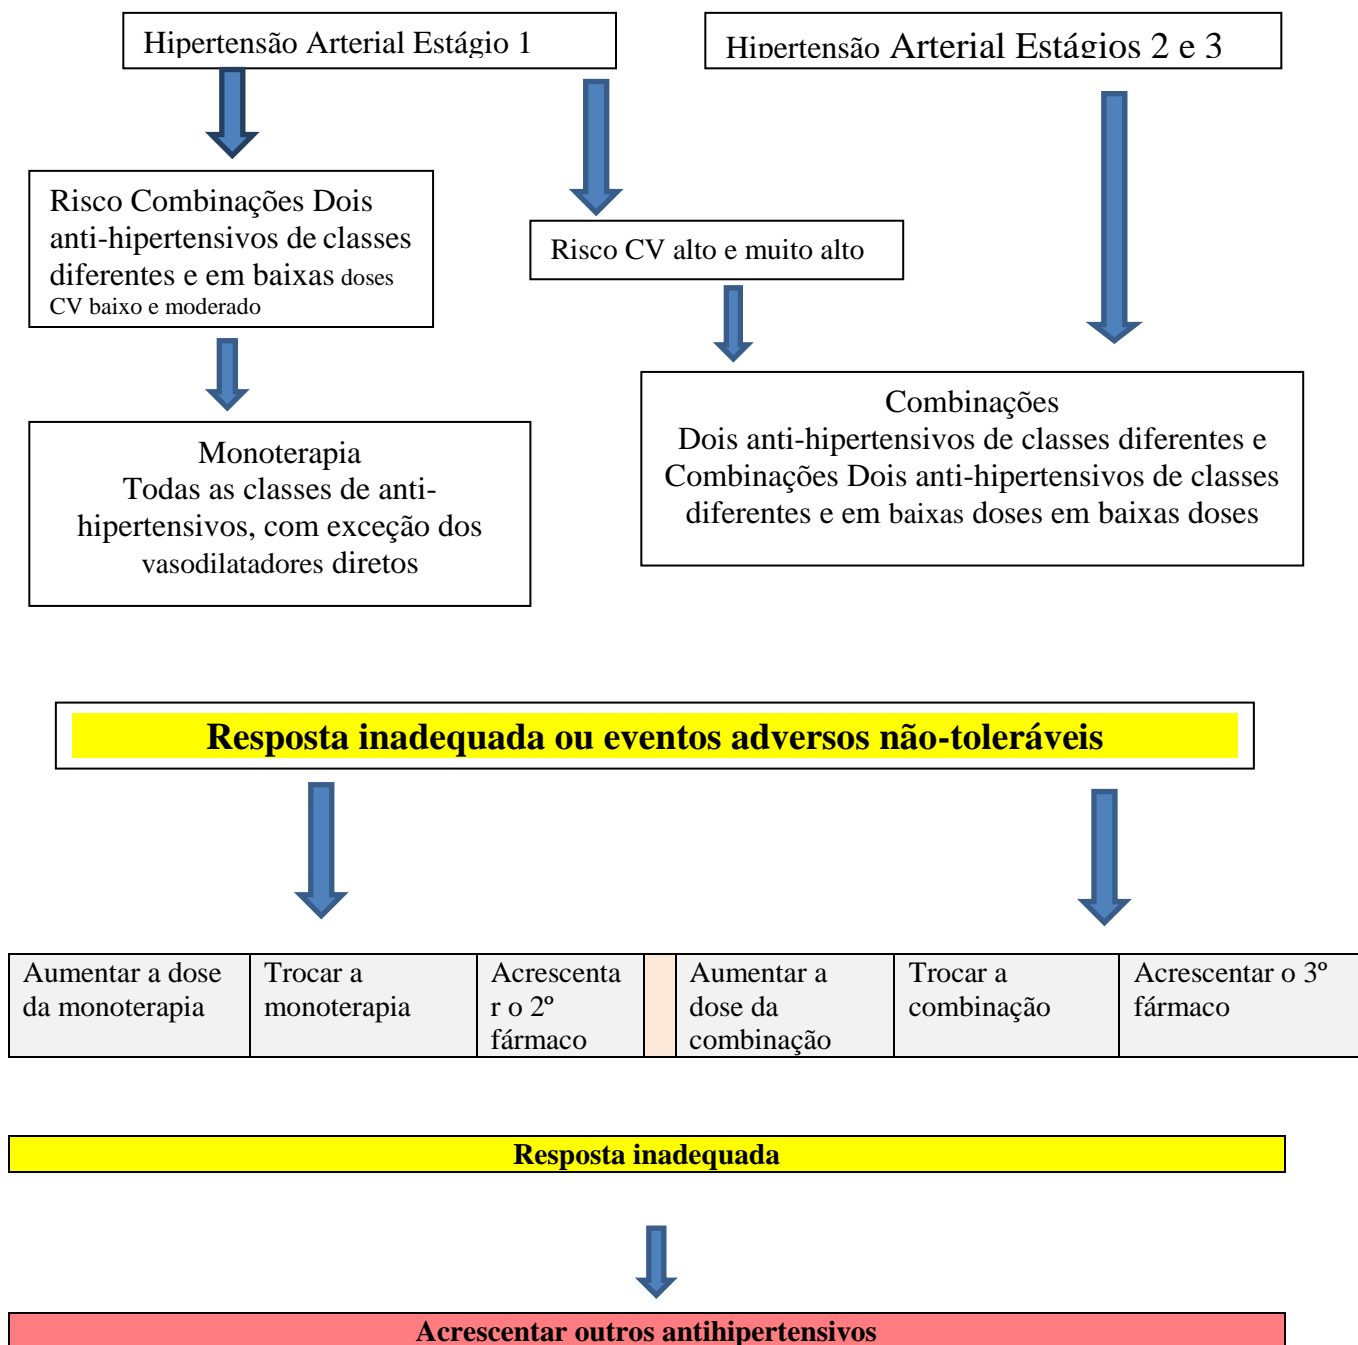 Hipertensão Arterial Estágio 1
Hipertensão Arterial Estágios 2 e 3
Risco Combinações Dois
anti-hipertensivos de classes
diferentes e em baixas doses
CV baixo e moderado
Risco CV alto e muito alto
Monoterapia
Todas as classes de anti-
hipertensivos, com exceção dos
vasodilatadores diretos
Combinações
Dois anti-hipertensivos de classes diferentes e
Combinações Dois anti-hipertensivos de classes
diferentes e em baixas doses em baixas doses
Resposta inadequada ou eventos adversos não-toleráveis
Aumentar a dose
da monoterapia
Trocar a
monoterapia
Acrescenta
r o 2º
fármaco
Aumentar a
dose da
combinação
Trocar a
combinação
Acrescentar o 3º
fármaco
Resposta inadequada
Acrescentar outros antihipertensivos